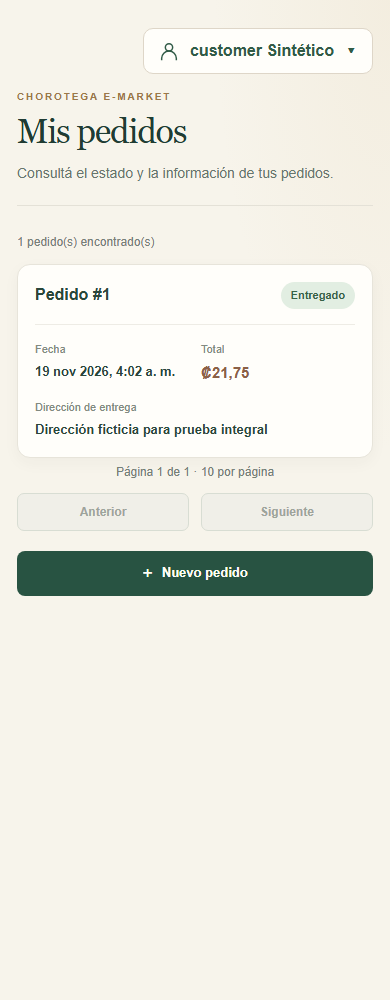 customer Sintético ▼
CHOROTEGA E-MARKET
Mis pedidos
Consultá el estado y la información de tus pedidos.
1 pedido(s) encontrado(s)
Pedido #1
Entregado
Fecha
Total
19 nov 2026, 4:02 a. m.
₡21,75
Dirección de entrega
Dirección ficticia para prueba integral
Página 1 de 1 · 10 por página
Anterior
Siguiente
+ Nuevo pedido